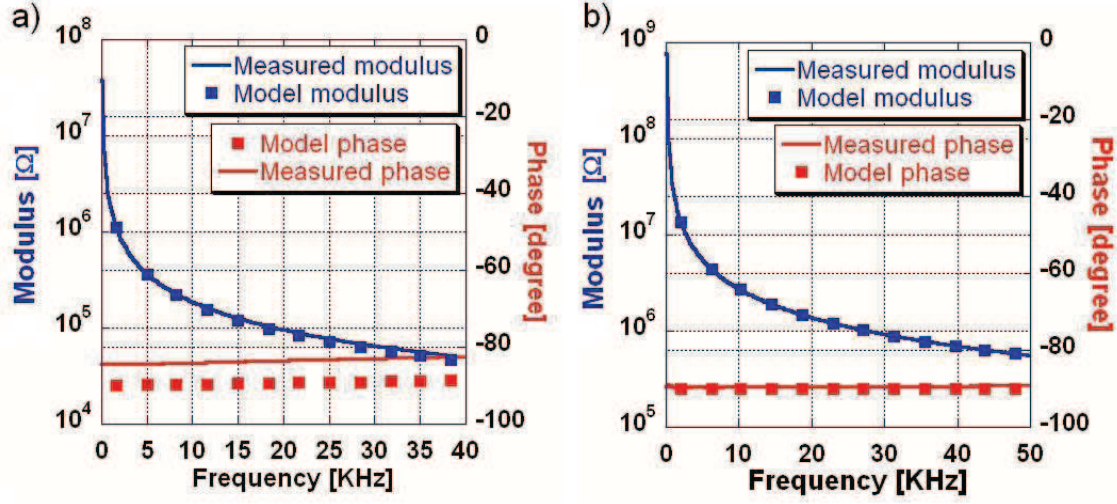 a)
Modulus [Ω]
10^8
10^7
10^6
10^5
10^4
Measured modulus
Model modulus
Model phase
Measured phase
0
-20
-40
-60
-80
-100
Phase [degree]
0 5 10 15 20 25 30 35 40
Frequency [KHz]
b)
Modulus [Ω]
10^9
10^8
10^7
10^6
10^5
Measured modulus
Model modulus
Measured phase
Model phase
0
-20
-40
-60
-80
-100
Phase [degree]
0 10 20 30 40 50
Frequency [KHz]